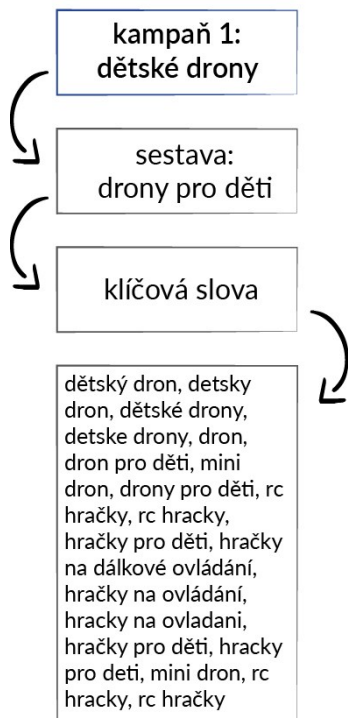 kampaň 1:
dětské drony
sestava:
drony pro děti
klíčová slova
dětský dron, detsky
dron, dětské drony,
detske drony, dron,
dron pro děti, mini
dron, drony pro děti, rc
hračky, rc hracky,
hračky pro děti, hračky
na dálkové ovládání,
hračky na ovládání,
hracky na ovladani,
hračky pro děti, hracky
pro deti, mini dron, rc
hracky, rc hračky